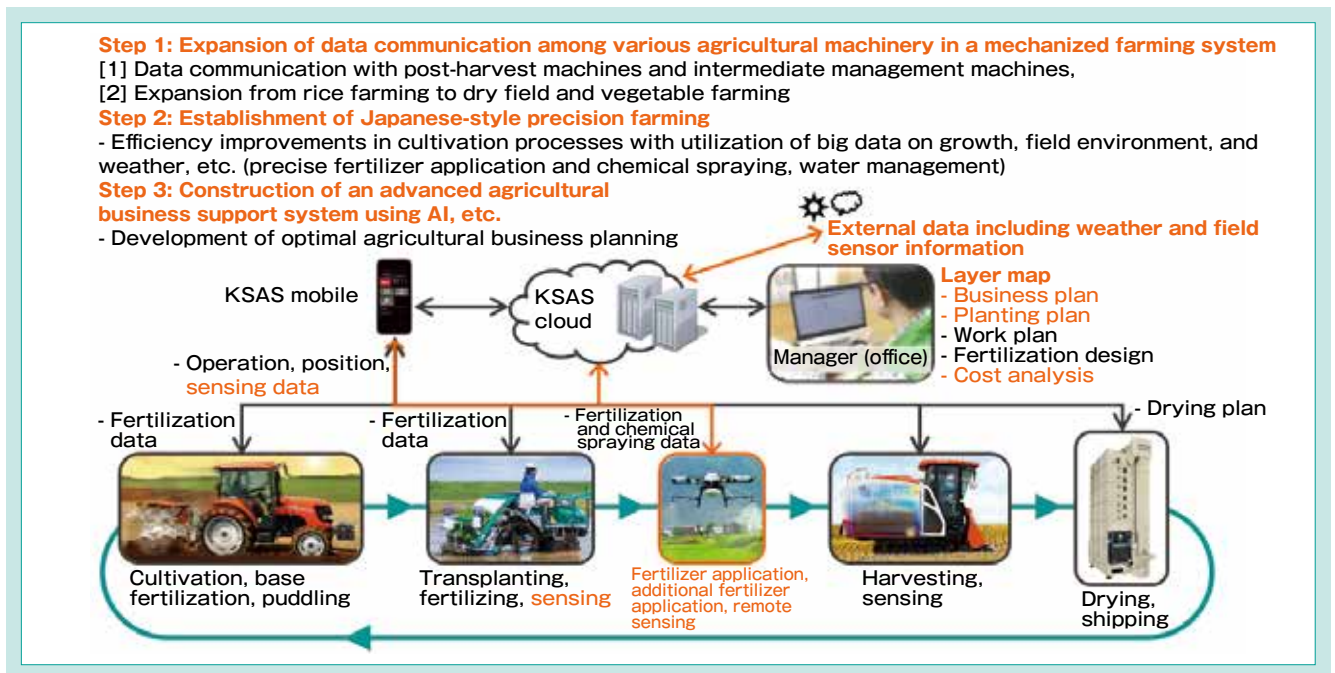 Step 1: Expansion of data communication among various agricultural machinery in a mechanized farming system
[1] Data communication with post-harvest machines and intermediate management machines,
[2] Expansion from rice farming to dry field and vegetable farming
Step 2: Establishment of Japanese-style precision farming
- Efficiency improvements in cultivation processes with utilization of big data on growth, field environment, and
weather, etc. (precise fertilizer application and chemical spraying, water management)
Step 3: Construction of an advanced agricultural
business support system using AI, etc.
- Development of optimal agricultural business planning
External data including weather and field
sensor information
KSAS mobile
KSAS
cloud
Manager (office)
Layer map
- Business plan
- Planting plan
- Work plan
- Fertilization design
- Cost analysis
- Operation, position,
sensing data
- Fertilization
data
- Fertilization
data
- Fertilization
and chemical
spraying data
- Drying plan
Cultivation, base
fertilization, puddling
Transplanting,
fertilizing, sensing
Fertilizer application,
additional fertilizer
application, remote
sensing
Harvesting,
sensing
Drying,
shipping